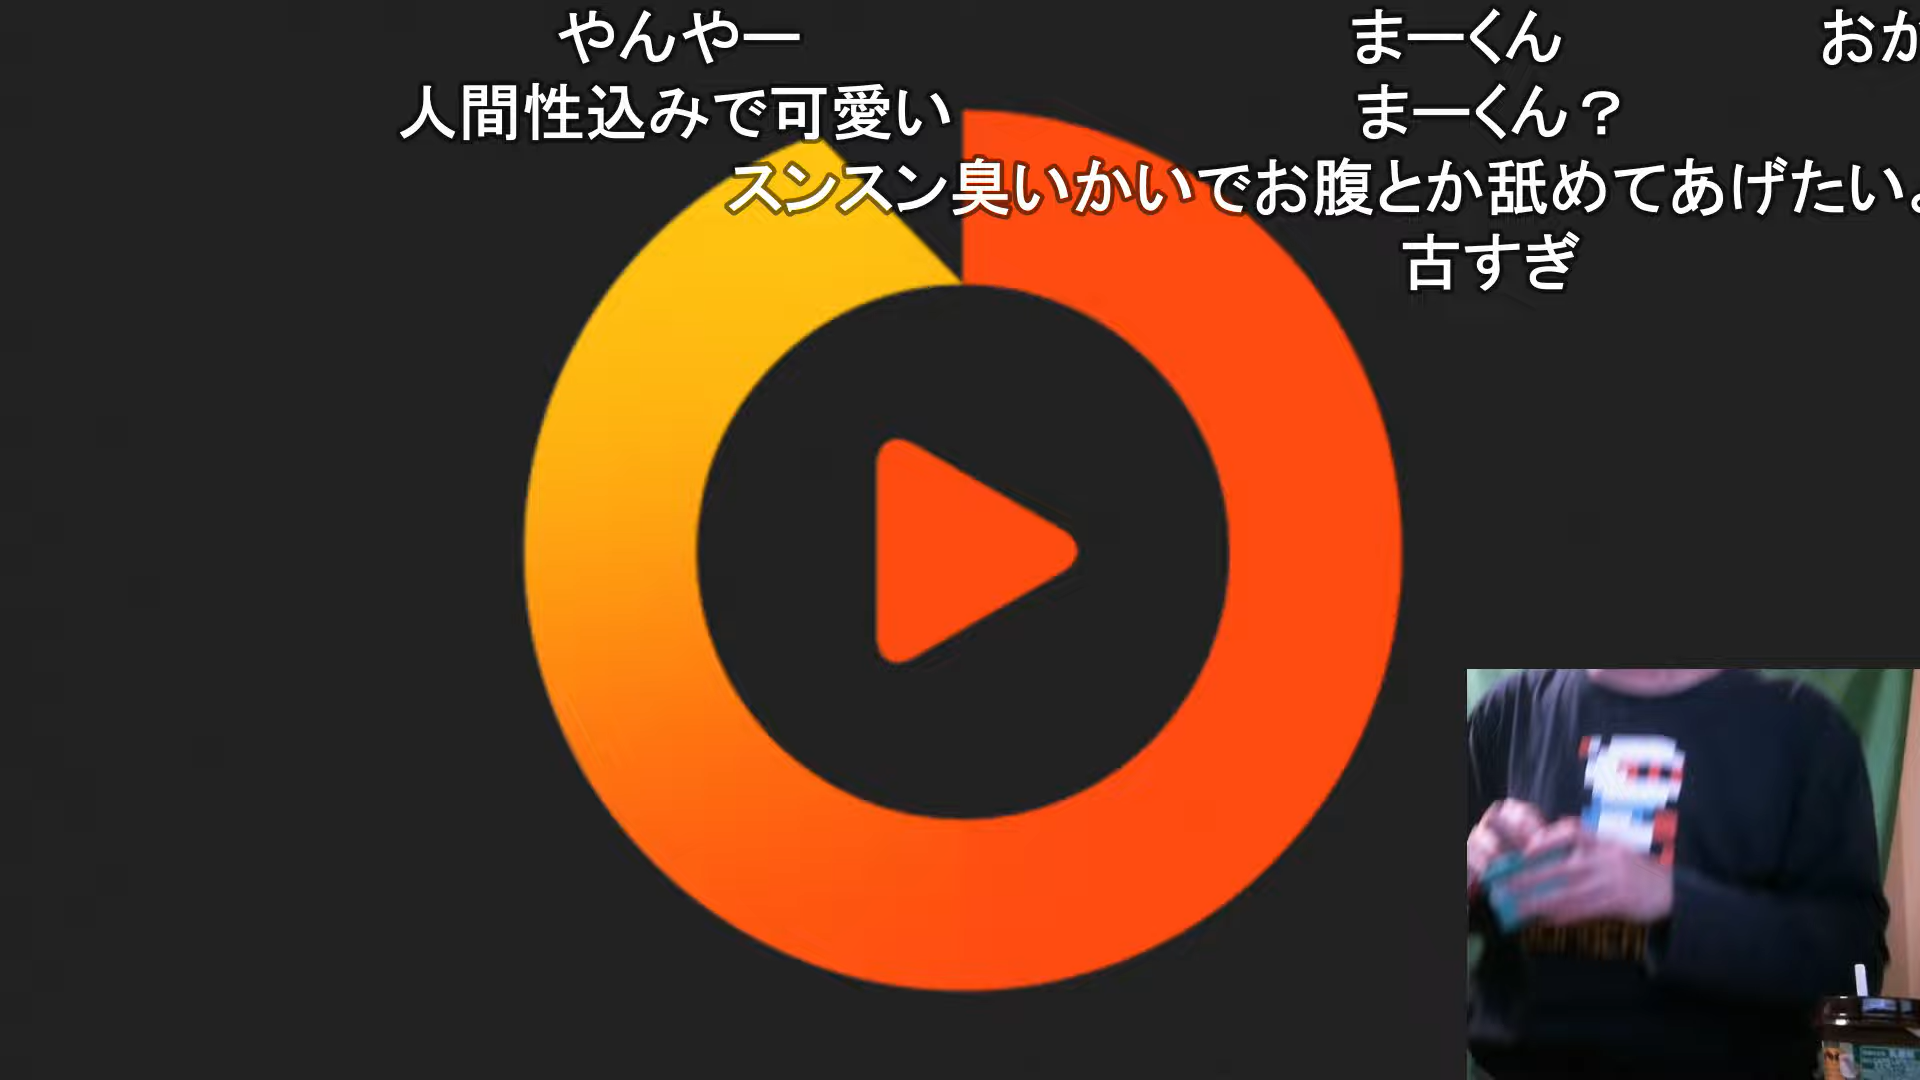 やんやー
まーくん
おか
人間性込みで可愛い
まーくん?
スンスン臭いかいでお腹とか舐めてあげたい
古すぎ